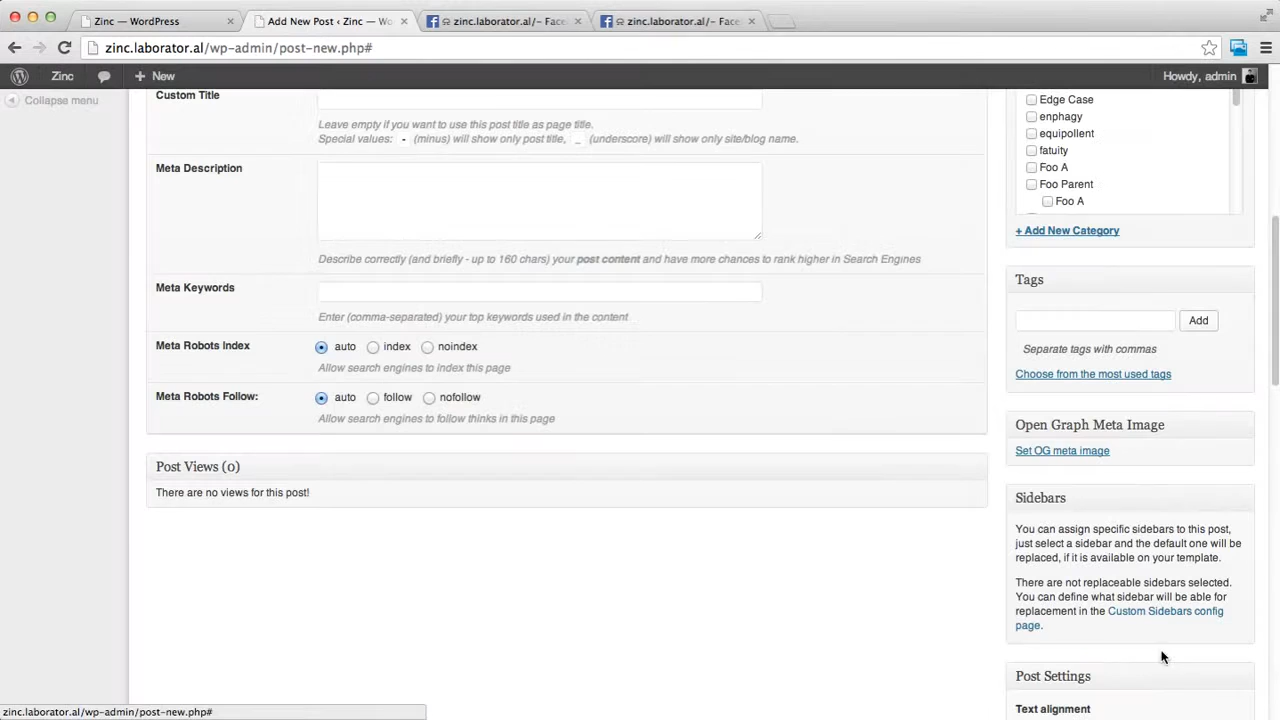 Zinc — WordPress
Add New Post ‹ Zinc — Wo
zinc.laborator.al/ – Face
zinc.laborator.al/ – Face
zinc.laborator.al/wp-admin/post-new.php#
Zinc
New
Howdy, admin
Collapse menu
Custom Title
Leave empty if you want to use this post title as page title.
Special values: - (minus) will show only post title, _ (underscore) will show only site/blog name.
Meta Description
Describe correctly (and briefly - up to 160 chars) your post content and have more chances to rank higher in Search Engines
Meta Keywords
Enter (comma-separated) your top keywords used in the content
Meta Robots Index
auto index noindex
Allow search engines to index this page
Meta Robots Follow:
auto follow nofollow
Allow search engines to follow thinks in this page
Post Views (0)
There are no views for this post!
Edge Case
enphagy
equipollent
fatuity
Foo A
Foo Parent
Foo A
+ Add New Category
Tags
Add
Separate tags with commas
Choose from the most used tags
Open Graph Meta Image
Set OG meta image
Sidebars
You can assign specific sidebars to this post,
just select a sidebar and the default one will be
replaced, if it is available on your template.
There are not replaceable sidebars selected.
You can define what sidebar will be able for
replacement in the Custom Sidebars config
page.
Post Settings
Text alignment
zinc.laborator.al/wp-admin/post-new.php#